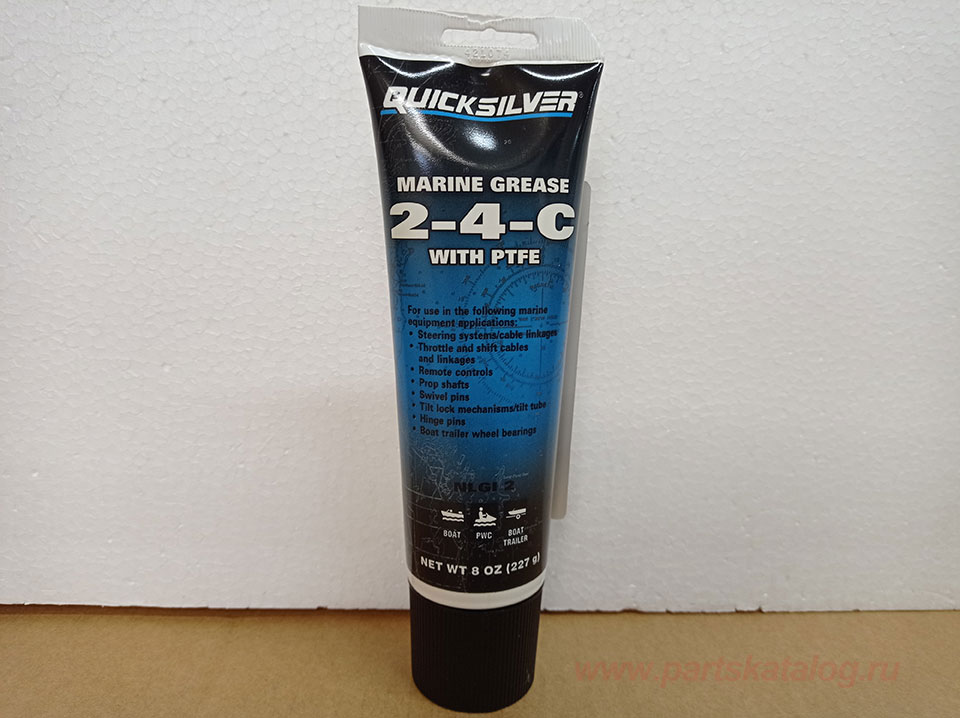 421074
QUICKSILVER®
MARINE GREASE
2-4-C
WITH PTFE
For use in the following marine
equipment applications:
• Steering systems/cable linkages
• Throttle and shift cables
and linkages
• Remote controls
• Prop shafts
• Swivel pins
• Tilt lock mechanisms/tilt tube
• Hinge pins
• Boat trailer wheel bearings
NLGI 2
BOAT PWC BOAT
TRAILER
NET WT 8 OZ (227 g)
www.partskatalog.ru